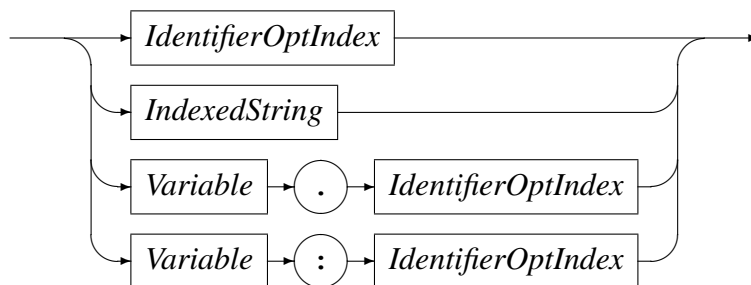 IdentifierOptIndex
IndexedString
Variable . IdentifierOptIndex
Variable : IdentifierOptIndex